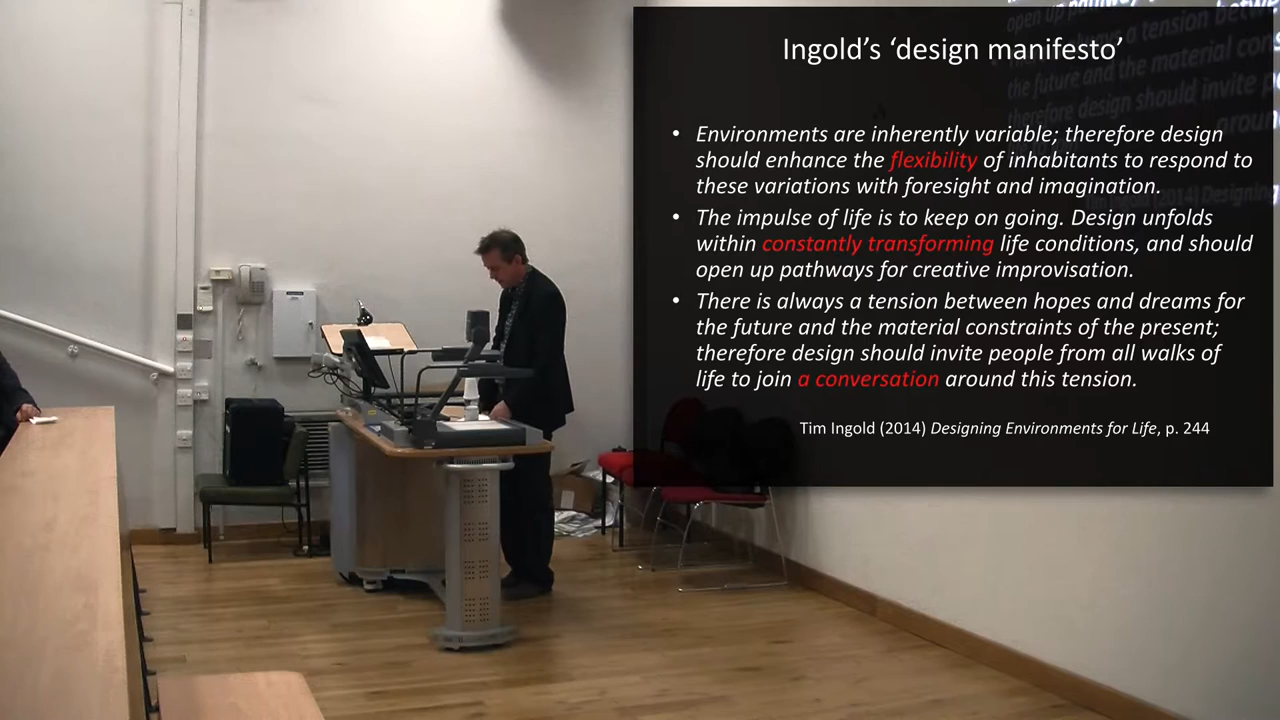 Ingold's 'design manifesto'
• Environments are inherently variable; therefore design
should enhance the flexibility of inhabitants to respond to
these variations with foresight and imagination.
• The impulse of life is to keep on going. Design unfolds
within constantly transforming life conditions, and should
open up pathways for creative improvisation.
• There is always a tension between hopes and dreams for
the future and the material constraints of the present;
therefore design should invite people from all walks of
life to join a conversation around this tension.
Tim Ingold (2014) Designing Environments for Life, p. 244